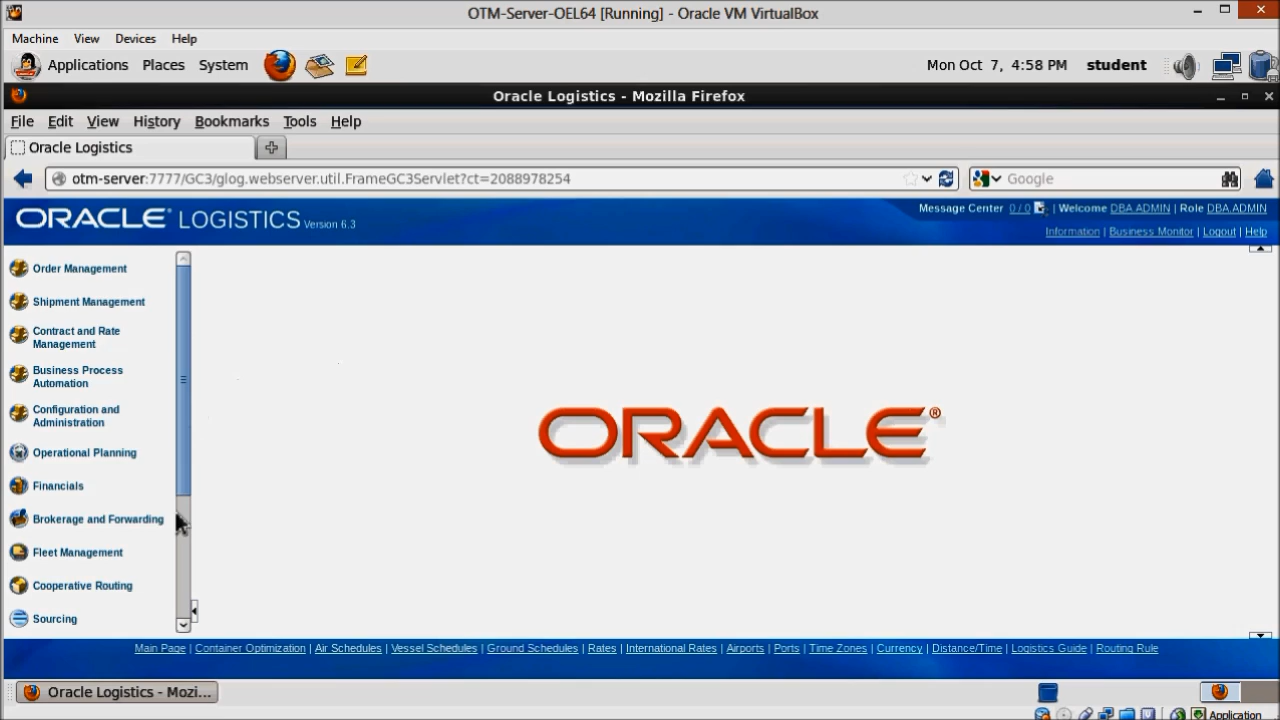 OTM-Server-OEL64 [Running] - Oracle VM VirtualBox
Machine View Devices Help
Applications Places System Mon Oct 7, 4:58 PM student
Oracle Logistics - Mozilla Firefox
File Edit View History Bookmarks Tools Help
Oracle Logistics
otm-server:7777/GC3/glog.webserver.util.FrameGC3Servlet?ct=2088978254 Google
ORACLE® LOGISTICS Version 6.3
Message Center 0 / 0 | Welcome DBA ADMIN | Role DBA ADMIN
Information | Business Monitor | Logout | Help
Order Management
Shipment Management
Contract and Rate
Management
Business Process
Automation
Configuration and
Administration
Operational Planning
Financials
Brokerage and Forwarding
Fleet Management
Cooperative Routing
Sourcing
ORACLE®
Main Page | Container Optimization | Air Schedules | Vessel Schedules | Ground Schedules | Rates | International Rates | Airports | Ports | Time Zones | Currency | Distance/Time | Logistics Guide | Routing Rule
Oracle Logistics - Mozi...
Application